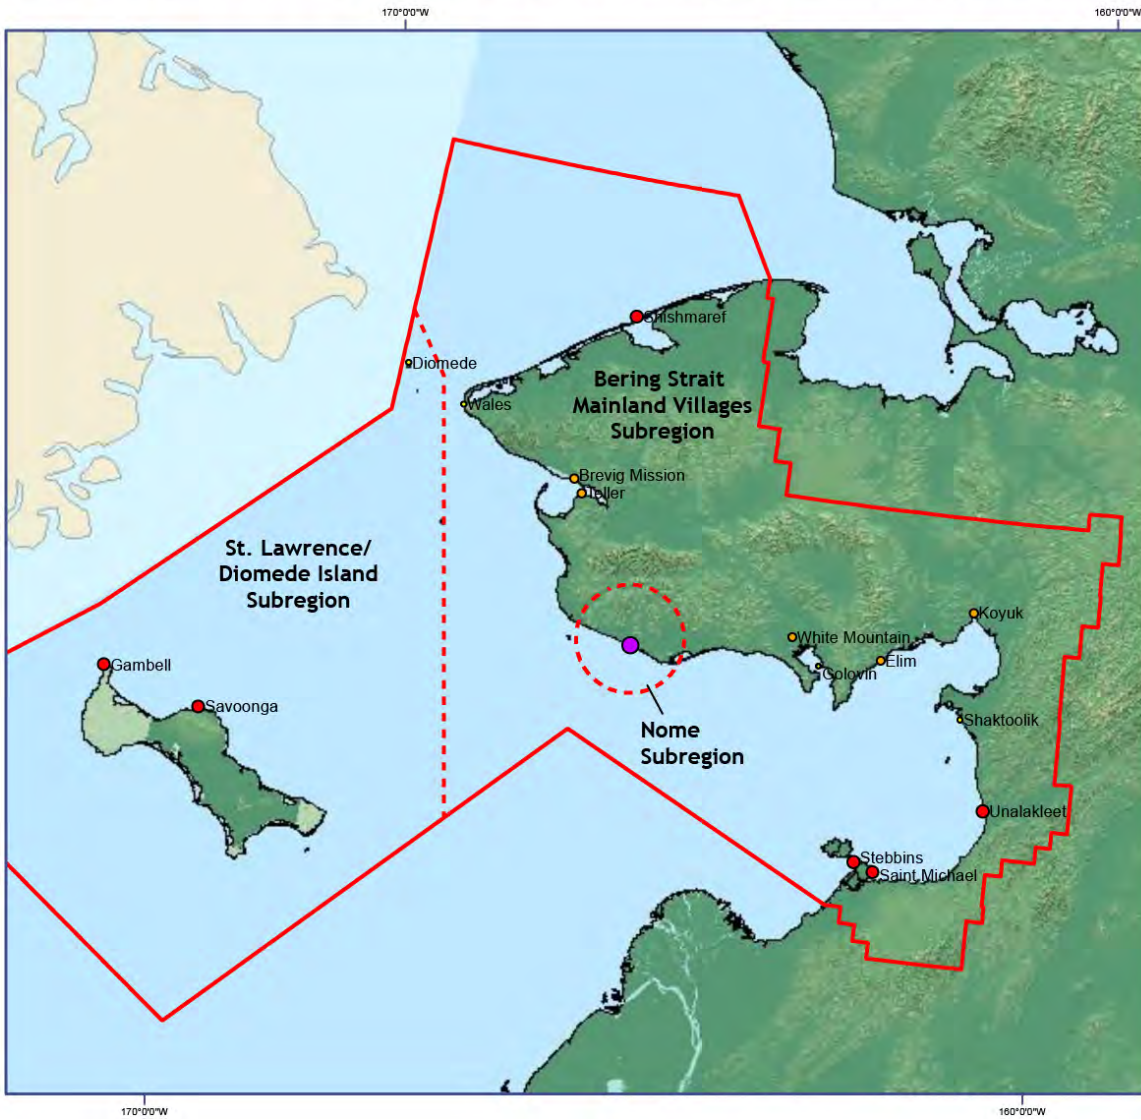 170°0'0"W
160°0'0"W
Shishmaref
Diomede
Bering Strait
Mainland Villages
Subregion
Wales
Brevig Mission
Teller
St. Lawrence/
Diomede Island
Subregion
Koyuk
White Mountain
Elim
Golovin
Gambell
Savoonga
Shaktoolik
Nome
Subregion
Unalakleet
Stebbins
Saint Michael
170°0'0"W
160°0'0"W